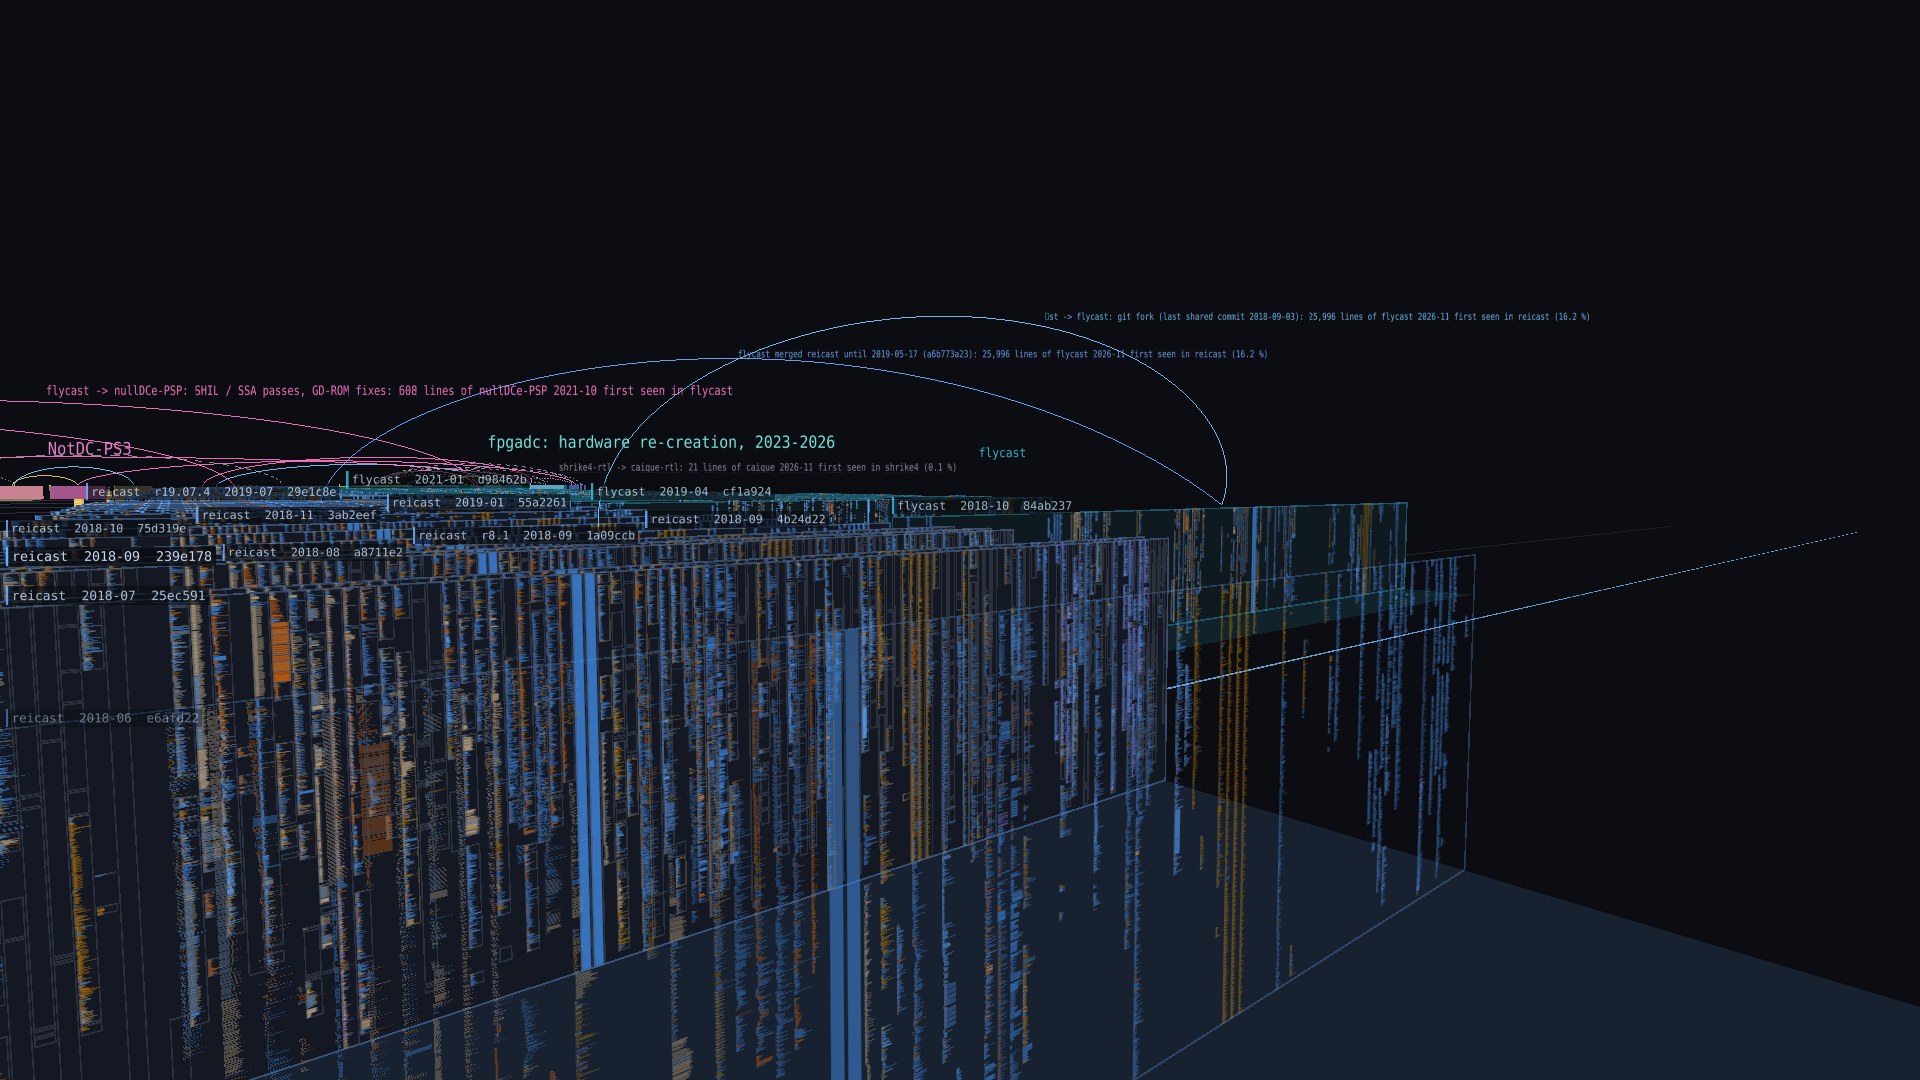 st -> flycast: git fork (last shared commit 2018-09-03): 25,996 lines of flycast 2026-11 first seen in reicast (16.2 %)
flycast merged reicast until 2019-05-17 (a6b773a23): 25,996 lines of flycast 2026-11 first seen in reicast (16.2 %)
flycast -> nullDCe-PSP: SHIL / SSA passes, GD-ROM fixes: 608 lines of nullDCe-PSP 2021-10 first seen in flycast
NotDC-PS3
fpgadc: hardware re-creation, 2023-2026
flycast
shrike4-rtl -> caique-rtl: 21 lines of caique 2026-11 first seen in shrike4 (0.1 %)
flycast 2021-01 d98462b
reicast r19.07.4 2019-07 29e1c8e
flycast 2019-04 cf1a924
reicast 2019-01 55a2261
flycast 2018-10 84ab237
reicast 2018-11 3ab2eef
reicast 2018-09 4b24d22
reicast 2018-10 75d319e
reicast r8.1 2018-09 1a09ccb
reicast 2018-09 239e178
reicast 2018-08 a8711e2
reicast 2018-07 25ec591
reicast 2018-06 e6afd22